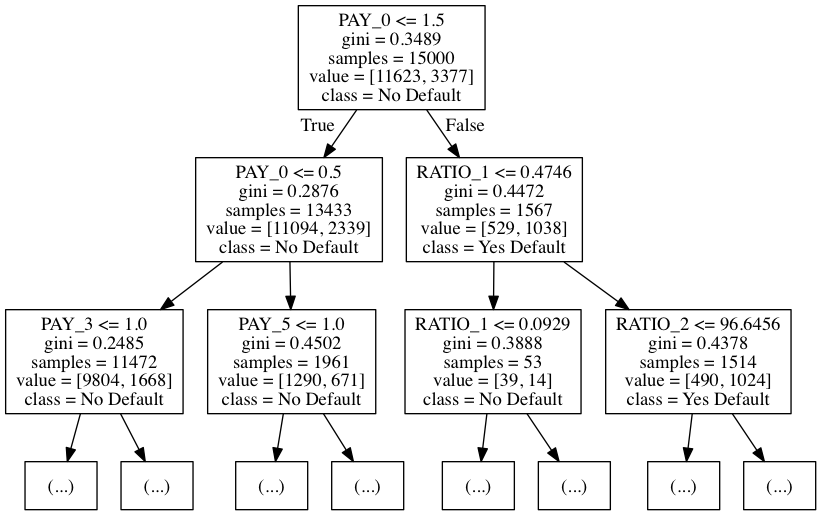 PAY_0 <= 1.5
gini = 0.3489
samples = 15000
value = [11623, 3377]
class = No Default
True
False
PAY_0 <= 0.5
gini = 0.2876
samples = 13433
value = [11094, 2339]
class = No Default
RATIO_1 <= 0.4746
gini = 0.4472
samples = 1567
value = [529, 1038]
class = Yes Default
PAY_3 <= 1.0
gini = 0.2485
samples = 11472
value = [9804, 1668]
class = No Default
PAY_5 <= 1.0
gini = 0.4502
samples = 1961
value = [1290, 671]
class = No Default
RATIO_1 <= 0.0929
gini = 0.3888
samples = 53
value = [39, 14]
class = No Default
RATIO_2 <= 96.6456
gini = 0.4378
samples = 1514
value = [490, 1024]
class = Yes Default
(...)
(...)
(...)
(...)
(...)
(...)
(...)
(...)